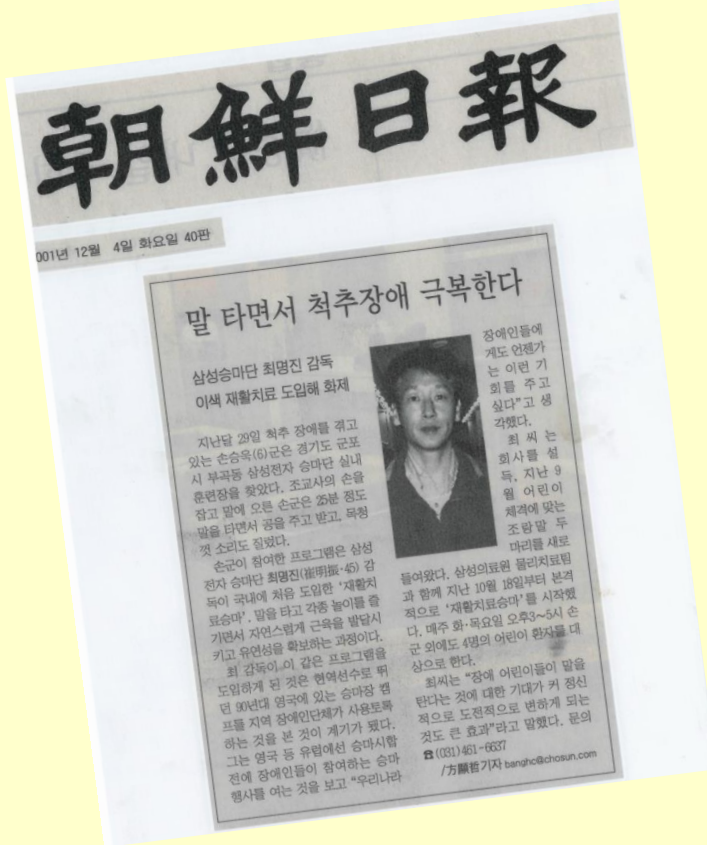 朝鮮日報
001년 12월 4일 화요일 40판
말 타면서 척추장애 극복한다
삼성승마단 최명진 감독
이색 재활치료 도입해 화제
지난달 29일 척추 장애를 겪고
있는 손승욱(6)군은 경기도 군포
시 부곡동 삼성전자 승마단 실내
훈련장을 찾았다. 조교사의 손을
잡고 말에 오른 손군은 25분 정도
말을 타면서 공을 주고 받고, 목청
껏 소리도 질렀다.
손군이 참여한 프로그램은 삼성
전자 승마단 최명진(崔明振·45) 감
독이 국내에 처음 도입한 ‘재활치
료승마’. 말을 타고 각종 놀이를 즐
기면서 자연스럽게 근육을 발달시
키고 유연성을 확보하는 과정이다.
최 감독이 이 같은 프로그램을
도입하게 된 것은 현역선수로 뛰
던 90년대 영국에 있는 승마장 캠
프를 지역 장애인단체가 사용토록
하는 것을 본 것이 계기가 됐다.
그는 영국 등 유럽에선 승마시합
전에 장애인들이 참여하는 승마
행사를 여는 것을 보고 “우리나라
장애인들에
게도 언젠가
는 이런 기
회를 주고
싶다”고 생
각했다.
최 씨는
회사를 설
득, 지난 9
월 어린이
체격에 맞는
조랑말 두
마리를 새로
들여왔다. 삼성의료원 물리치료팀
과 함께 지난 10월 18일부터 본격
적으로 ‘재활치료승마’를 시작했
다. 매주 화·목요일 오후3~5시 손
군 외에도 4명의 어린이 환자를 대
상으로 한다.
최씨는 “장애 어린이들이 말을
탄다는 것에 대한 기대가 커 정신
적으로 도전적으로 변하게 되는
것도 큰 효과”라고 말했다. 문의
☎(031)461-6637
/方顯哲기자 banghc@chosun.com